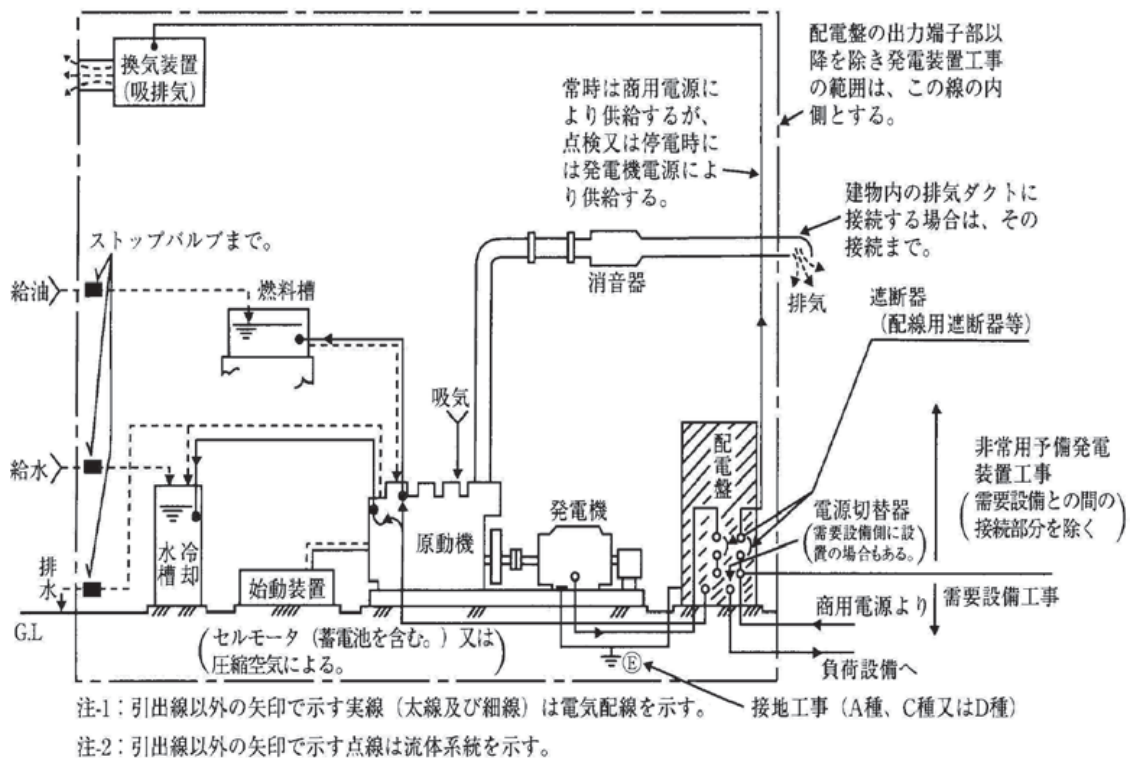 換気装置
(吸排気)
配電盤の出力端子部以
降を除き発電装置工事
の範囲は、この線の内
側とする。
常時は商用電源に
より供給するが、
点検又は停電時に
は発電機電源によ
り供給する。
建物内の排気ダクトに
接続する場合は、その
接続まで。
ストップバルブまで。
給油
燃料槽
消音器
排気
遮断器
(配線用遮断器等)
吸気
給水
配電盤
非常用予備発電
装置工事
(需要設備との間の
接続部分を除く)
電源切替器
(需要設備側に設
置の場合もある。)
発電機
原動機
冷却
水槽
始動装置
排水
G.L
需要設備工事
商用電源より
負荷設備へ
(セルモータ(蓄電池を含む。)又は
圧縮空気による。)
Ⓔ
接地工事(A種、C種又はD種)
注-1:引出線以外の矢印で示す実線(太線及び細線)は電気配線を示す。
注-2:引出線以外の矢印で示す点線は流体系統を示す。